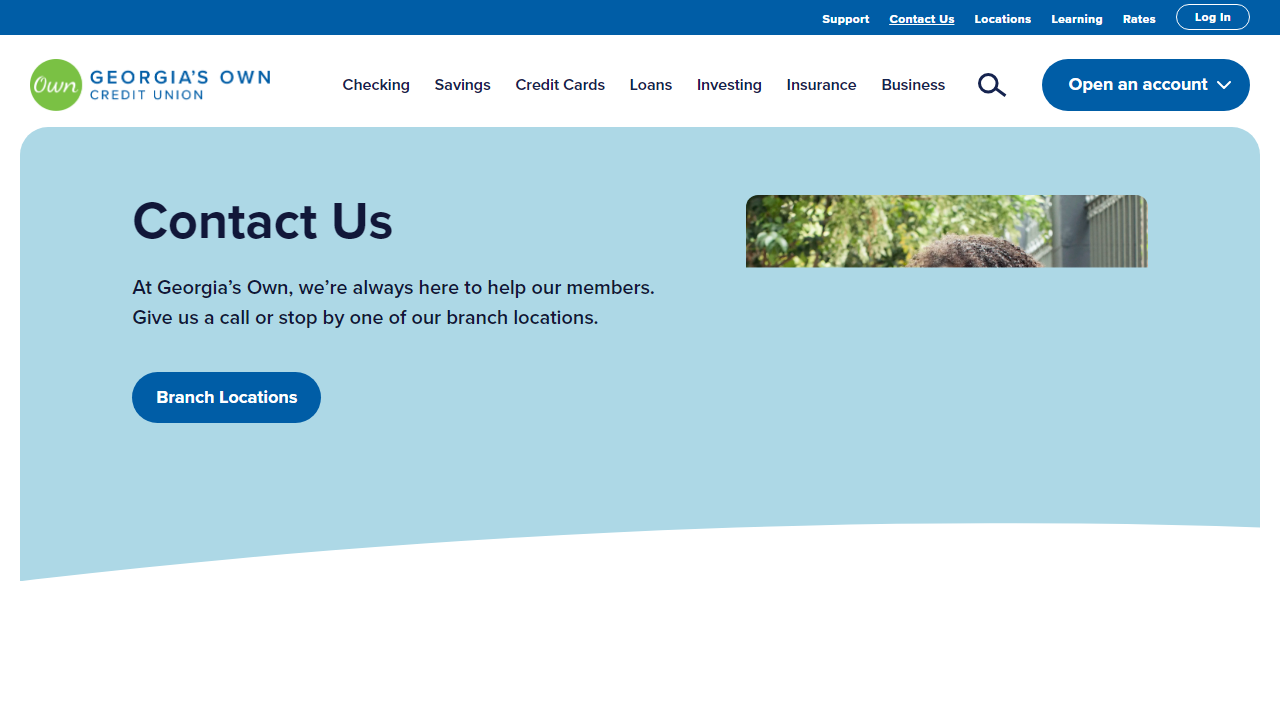 Support Contact Us Locations Learning Rates Log In
Own GEORGIA'S OWN
CREDIT UNION
Checking Savings Credit Cards Loans Investing Insurance Business Open an account
Contact Us
At Georgia’s Own, we’re always here to help our members.
Give us a call or stop by one of our branch locations.
Branch Locations